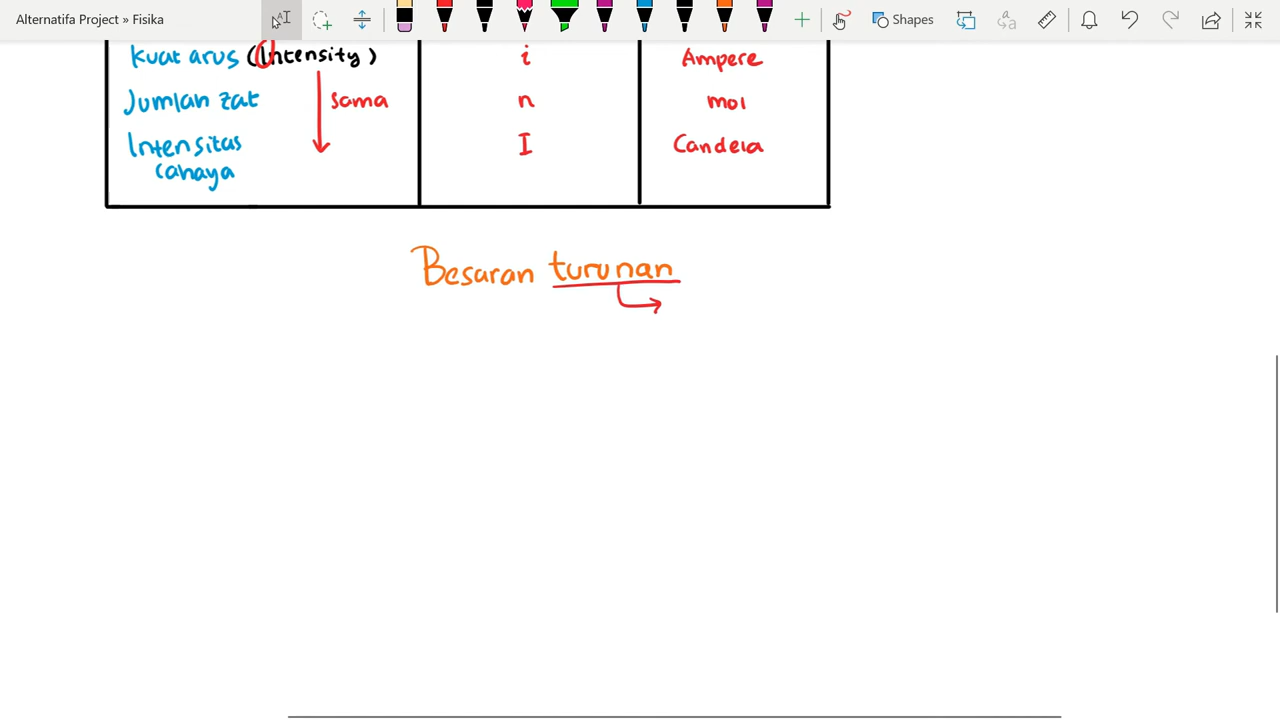 Alternatifa Project » Fisika
Shapes
Kuat arus (Intensity) i Ampere
Jumlah zat sama n mol
Intensitas I Candela
cahaya
Besaran turunan